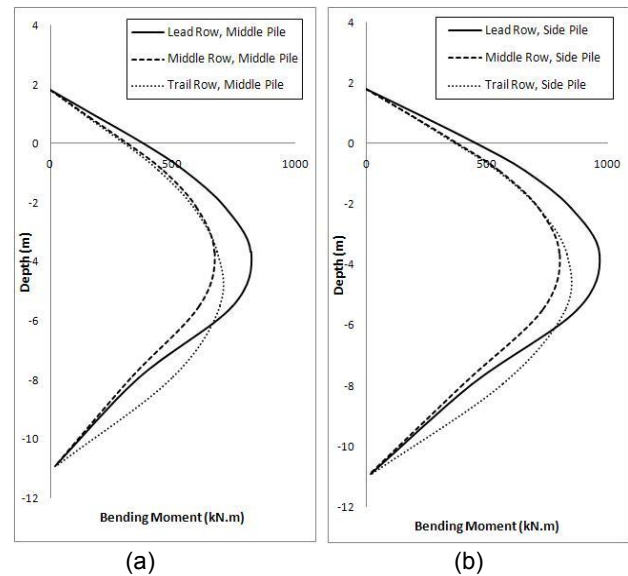 4
Lead Row, Middle Pile
Middle Row, Middle Pile
Trail Row, Middle Pile
2
0
0
500
1000
-2
Depth (m)
-4
-6
-8
-10
-12
Bending Moment (kN.m)
(a)
4
Lead Row, Side Pile
Middle Row, Side Pile
Trail Row, Side Pile
2
0
0
500
1000
-2
Depth (m)
-4
-6
-8
-10
-12
Bending Moment (kN.m)
(b)